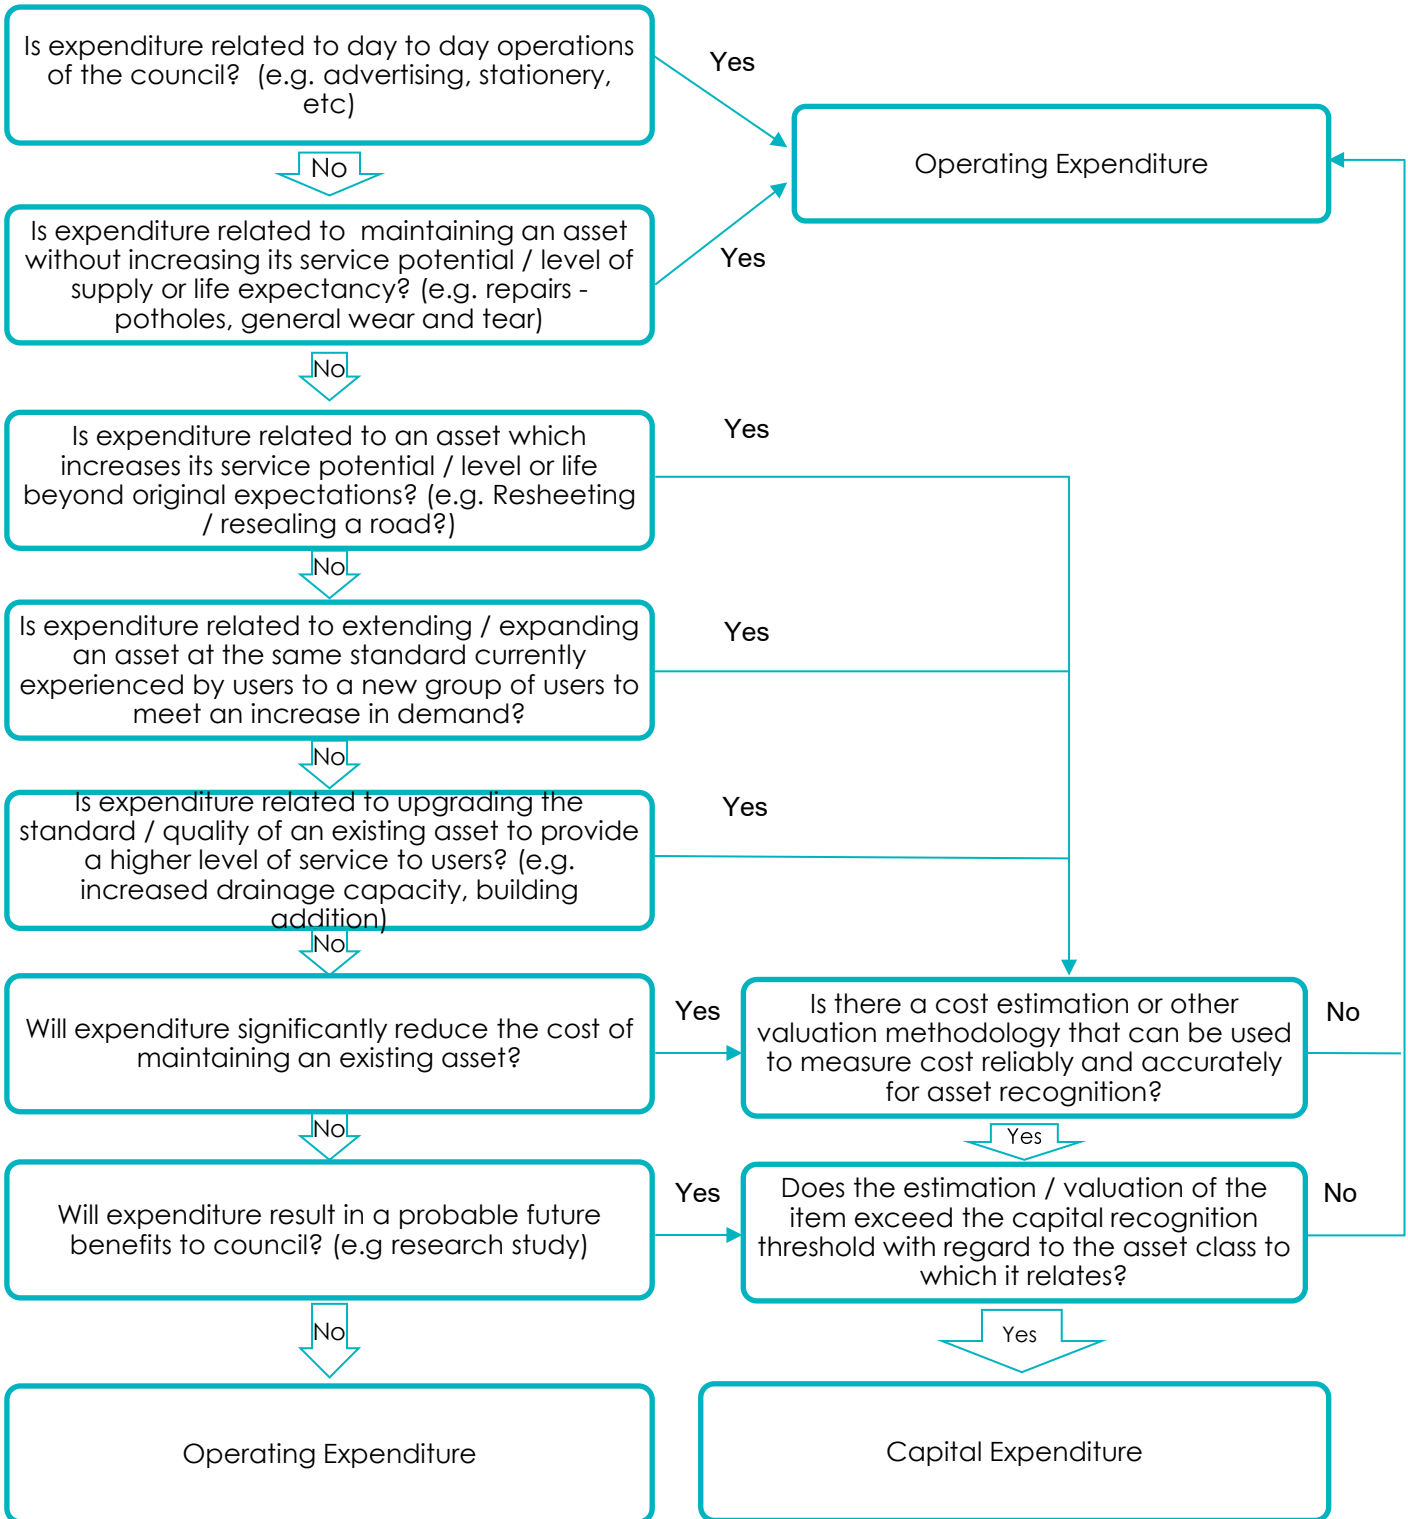 Is expenditure related to day to day operations
of the council?  (e.g. advertising, stationery,
etc)
Yes
Operating Expenditure
No
Is expenditure related to  maintaining an asset
without increasing its service potential / level of
supply or life expectancy? (e.g. repairs -
potholes, general wear and tear)
Yes
No
Is expenditure related to an asset which
increases its service potential / level or life
beyond original expectations? (e.g. Resheeting
/ resealing a road?)
Yes
No
Is expenditure related to extending / expanding
an asset at the same standard currently
experienced by users to a new group of users to
meet an increase in demand?
Yes
No
Is expenditure related to upgrading the
standard / quality of an existing asset to provide
a higher level of service to users? (e.g.
increased drainage capacity, building
addition)
Yes
No
Will expenditure significantly reduce the cost of
maintaining an existing asset?
Yes
Is there a cost estimation or other
valuation methodology that can be used
to measure cost reliably and accurately
for asset recognition?
No
No
Yes
Will expenditure result in a probable future
benefits to council? (e.g research study)
Yes
Does the estimation / valuation of the
item exceed the capital recognition
threshold with regard to the asset class to
which it relates?
No
No
Yes
Operating Expenditure
Capital Expenditure